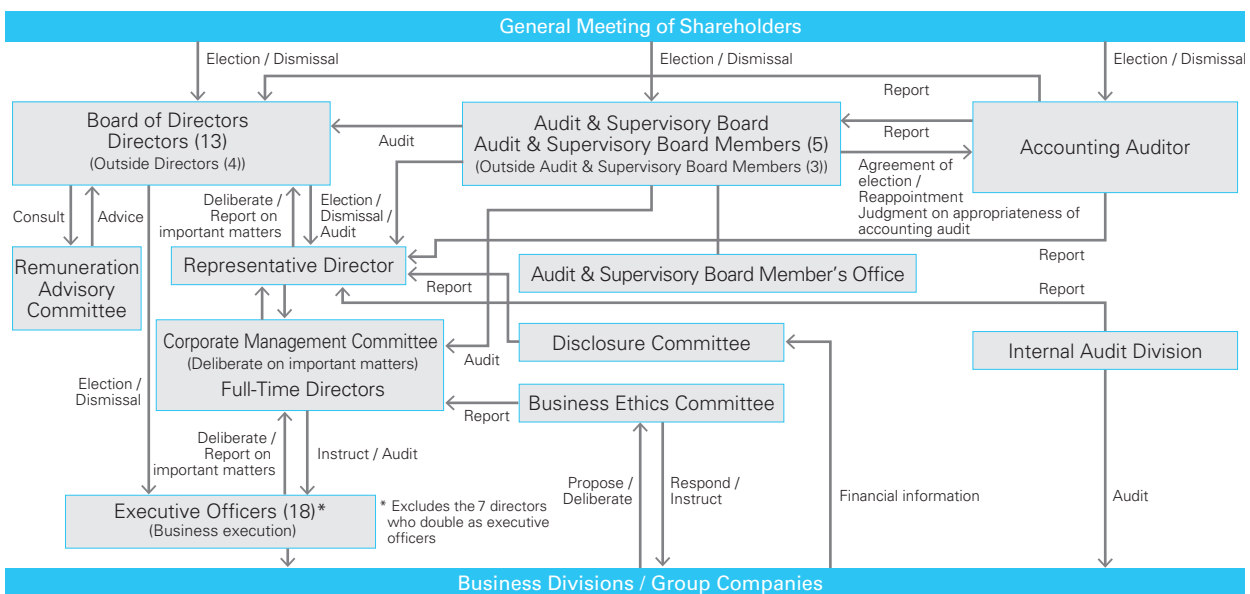 General Meeting of Shareholders
Election / Dismissal
Election / Dismissal
Election / Dismissal
Report
Board of Directors
Directors (13)
(Outside Directors (4))
Audit
Audit & Supervisory Board
Audit & Supervisory Board Members (5)
(Outside Audit & Supervisory Board Members (3))
Report
Accounting Auditor
Agreement of
election /
Reappointment
Judgment on appropriateness of
accounting audit
Consult
Advice
Deliberate /
Report on
important matters
Election /
Dismissal /
Audit
Report
Remuneration
Advisory
Committee
Representative Director
Report
Audit & Supervisory Board Member's Office
Report
Corporate Management Committee
(Deliberate on important matters)
Full-Time Directors
Audit
Disclosure Committee
Internal Audit Division
Election /
Dismissal
Report
Business Ethics Committee
Deliberate /
Report on
important matters
Instruct / Audit
Propose /
Deliberate
Respond /
Instruct
Financial information
Audit
Executive Officers (18)*
(Business execution)
* Excludes the 7 directors
who double as executive
officers
Business Divisions / Group Companies